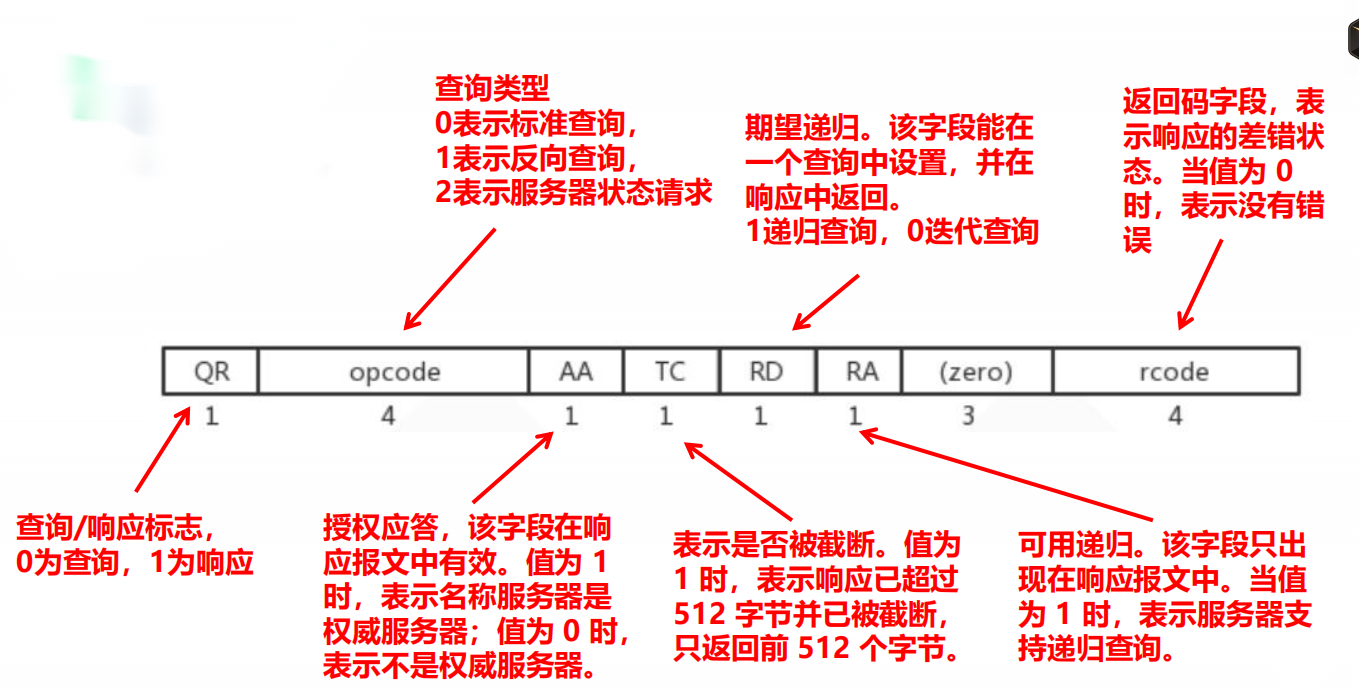 查询类型
0表示标准查询，
1表示反向查询，
2表示服务器状态请求
期望递归。该字段能在
一个查询中设置，并在
响应中返回。
1递归查询，0迭代查询
返回码字段，表
示响应的差错状
态。当值为 0
时，表示没有错
误
QR opcode AA TC RD RA (zero) rcode
1 4 1 1 1 1 3 4
查询/响应标志，
0为查询，1为响应
授权应答，该字段在响
应报文中有效。值为 1
时，表示名称服务器是
权威服务器；值为 0 时，
表示不是权威服务器。
表示是否被截断。值为
1 时，表示响应已超过
512 字节并已被截断，
只返回前 512 个字节。
可用递归。该字段只出
现在响应报文中。当值
为 1 时，表示服务器支
持递归查询。